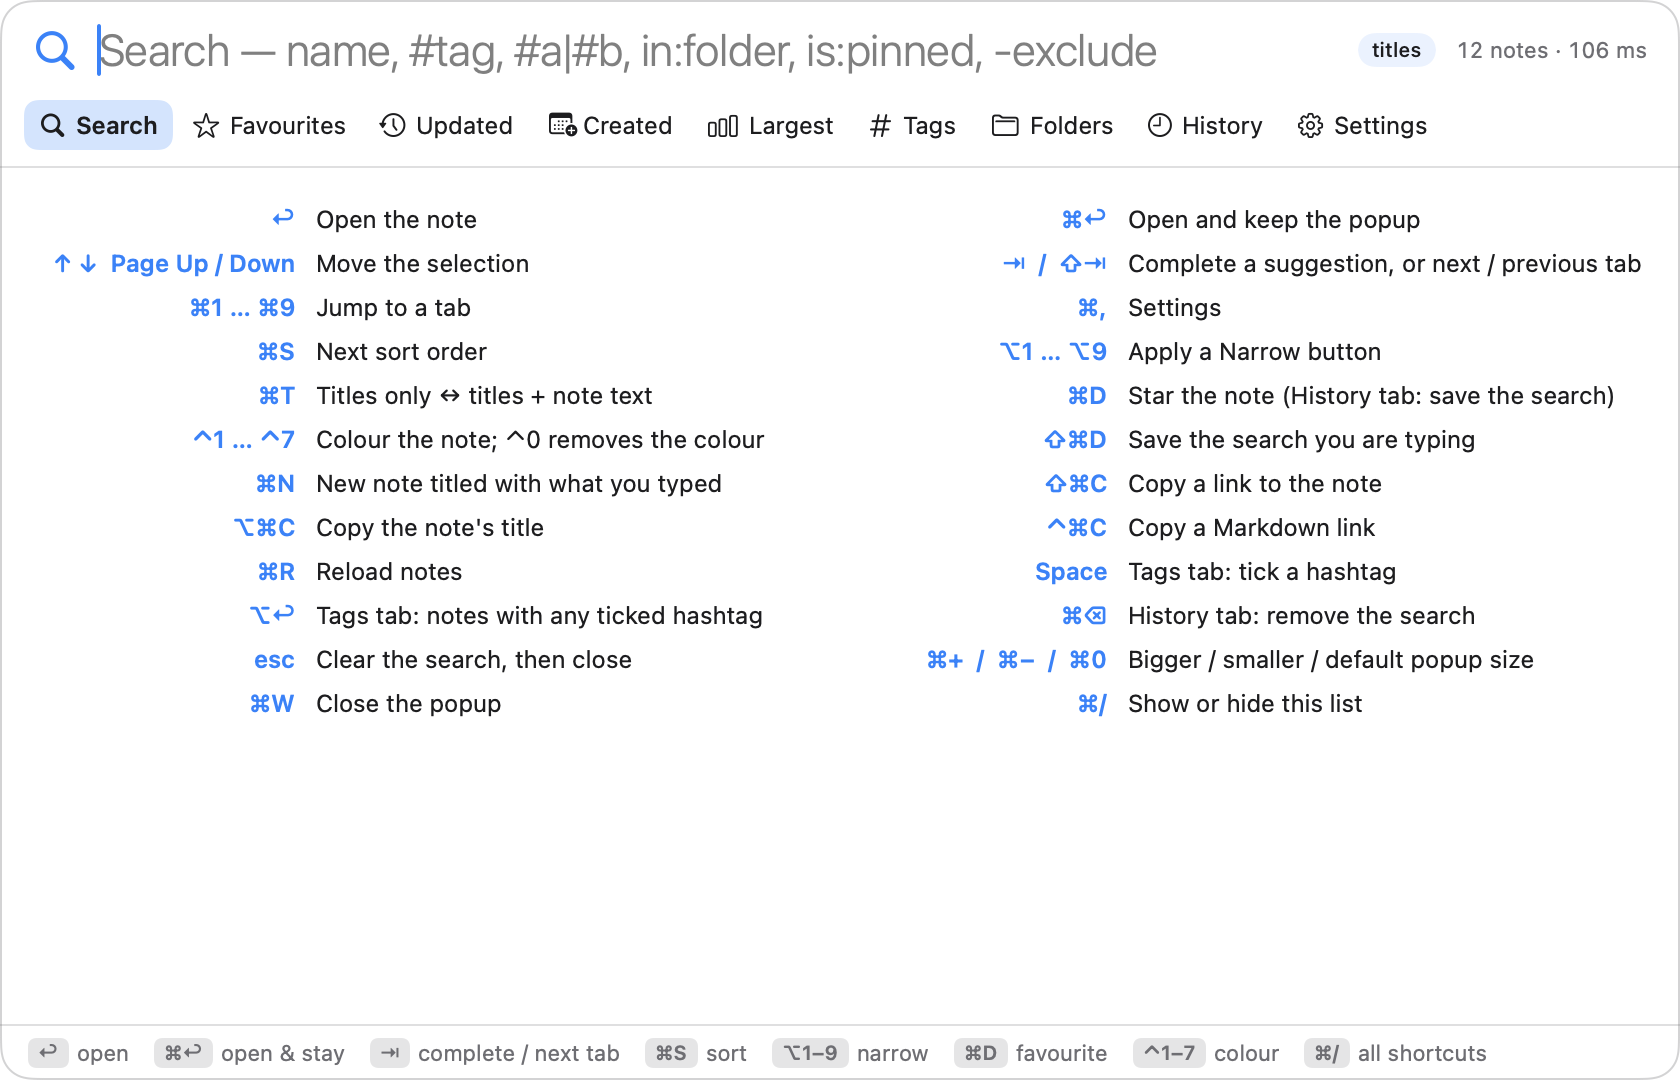 Search — name, #tag, #a|#b, in:folder, is:pinned, -exclude
titles 12 notes · 106 ms
Search Favourites Updated Created Largest Tags Folders History Settings
↩ Open the note
↑ ↓ Page Up / Down Move the selection
⌘1 ... ⌘9 Jump to a tab
⌘S Next sort order
⌘T Titles only ↔ titles + note text
^1 ... ^7 Colour the note; ^0 removes the colour
⌘N New note titled with what you typed
⌥⌘C Copy the note's title
⌘R Reload notes
⌥↩ Tags tab: notes with any ticked hashtag
esc Clear the search, then close
⌘W Close the popup
⌘↩ Open and keep the popup
⇥ / ⇧⇥ Complete a suggestion, or next / previous tab
⌘, Settings
⌥1 ... ⌥9 Apply a Narrow button
⌘D Star the note (History tab: save the search)
⇧⌘D Save the search you are typing
⇧⌘C Copy a link to the note
^⌘C Copy a Markdown link
Space Tags tab: tick a hashtag
⌘⌫ History tab: remove the search
⌘+ / ⌘− / ⌘0 Bigger / smaller / default popup size
⌘/ Show or hide this list
↩ open ⌘↩ open & stay ⇥ complete / next tab ⌘S sort ⌥1–9 narrow ⌘D favourite ^1–7 colour ⌘/ all shortcuts